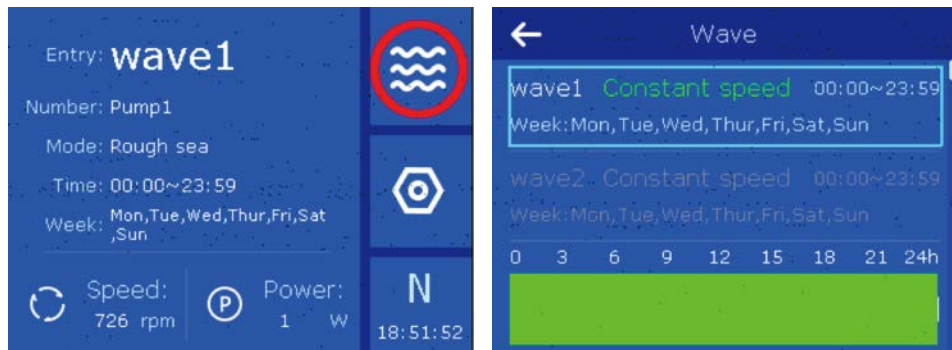 Entry: wave1
Number: Pump1
Mode: Rough sea
Time: 00:00~23:59
Week: Mon,Tue,Wed,Thur,Fri,Sat
,Sun
Speed:
726 rpm
P
Power:
1 W
N
18:51:52
Wave
wave1 Constant speed 00:00~23:59
Week:Mon,Tue,Wed,Thur,Fri,Sat,Sun
wave2 Constant speed 00:00~23:59
Week:Mon,Tue,Wed,Thur,Fri,Sat,Sun
0 3 6 9 12 15 18 21 24h